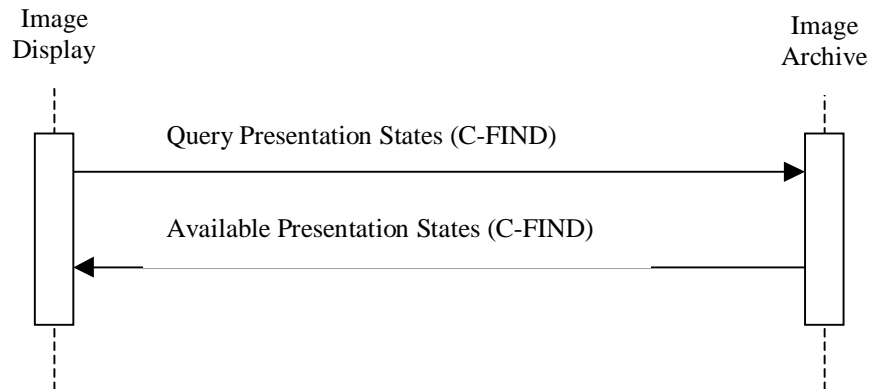 Image
Display
Image
Archive
Query Presentation States (C-FIND)
Available Presentation States (C-FIND)